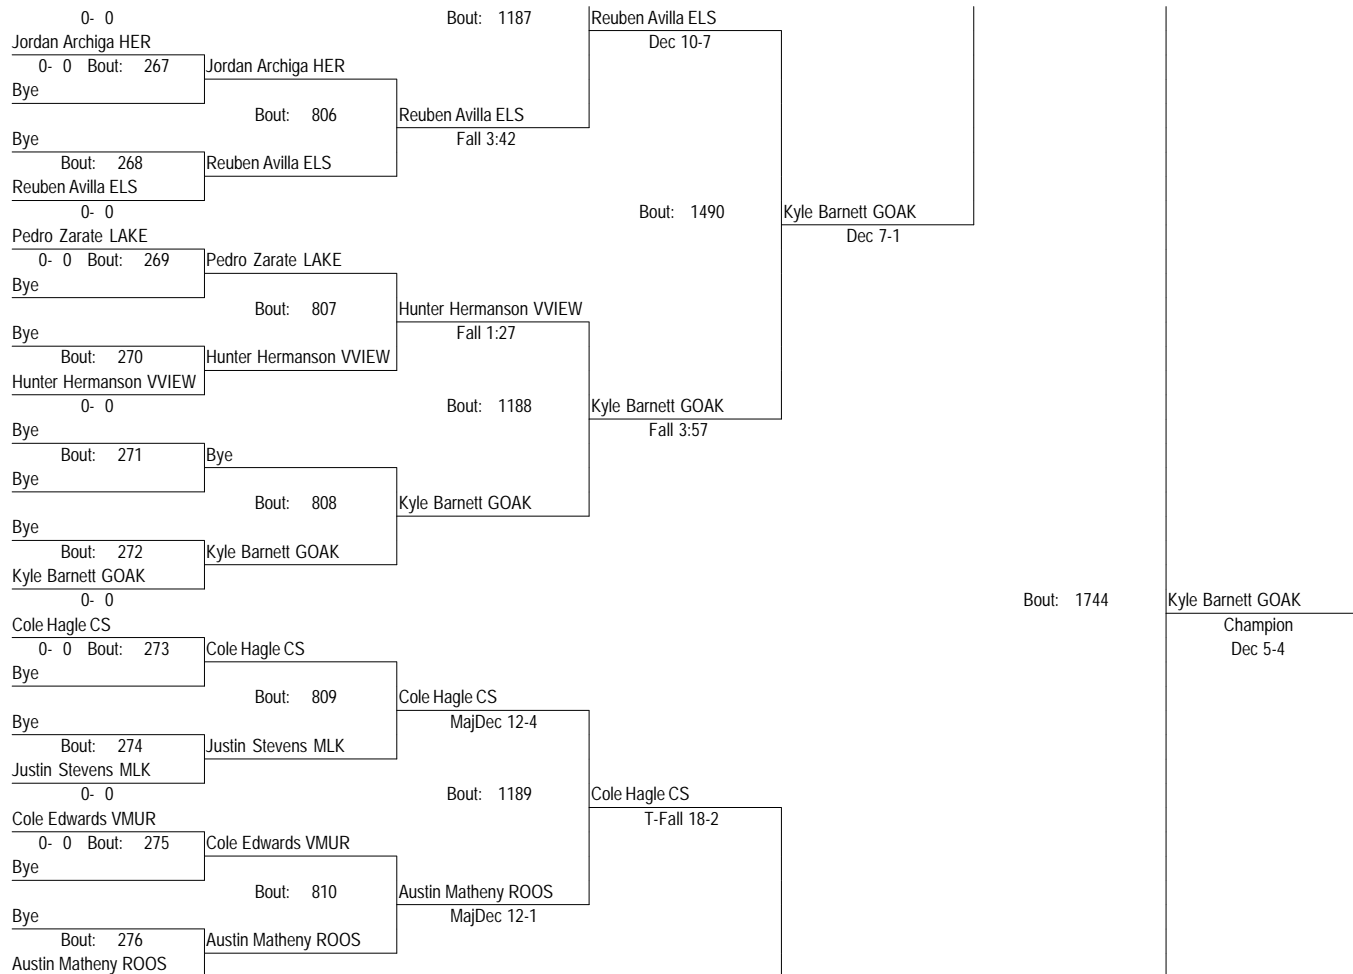 0- 0 Bout: 1187 Reuben Avilla ELS
Jordan Archiga HER Dec 10-7
0- 0 Bout: 267 Jordan Archiga HER
Bye
Bout: 806 Reuben Avilla ELS
Bye Fall 3:42
Bout: 268 Reuben Avilla ELS
Reuben Avilla ELS
0- 0 Bout: 1490 Kyle Barnett GOAK
Pedro Zarate LAKE Dec 7-1
0- 0 Bout: 269 Pedro Zarate LAKE
Bye
Bout: 807 Hunter Hermanson VVIEW
Bye Fall 1:27
Bout: 270 Hunter Hermanson VVIEW
Hunter Hermanson VVIEW
0- 0 Bout: 1188 Kyle Barnett GOAK
Bye Fall 3:57
Bout: 271 Bye
Bye
Bout: 808 Kyle Barnett GOAK
Bye
Bout: 272 Kyle Barnett GOAK
Kyle Barnett GOAK
0- 0 Bout: 1744 Kyle Barnett GOAK
Cole Hagle CS Champion
0- 0 Bout: 273 Cole Hagle CS Dec 5-4
Bye
Bout: 809 Cole Hagle CS
Bye MajDec 12-4
Bout: 274 Justin Stevens MLK
Justin Stevens MLK
0- 0 Bout: 1189 Cole Hagle CS
Cole Edwards VMUR T-Fall 18-2
0- 0 Bout: 275 Cole Edwards VMUR
Bye
Bout: 810 Austin Matheny ROOS
Bye MajDec 12-1
Bout: 276 Austin Matheny ROOS
Austin Matheny ROOS